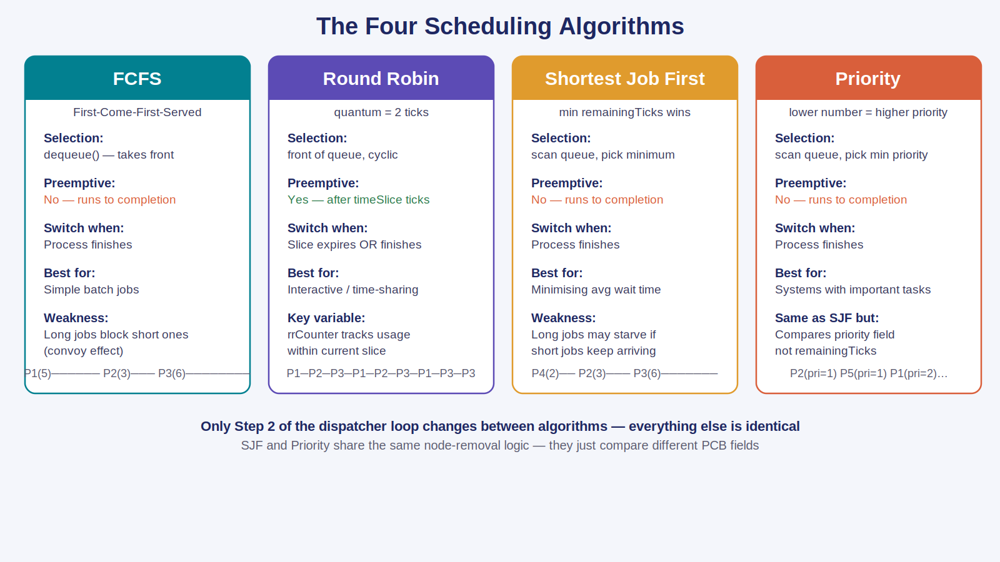 The Four Scheduling Algorithms
FCFS
First-Come-First-Served
Selection:
dequeue() — takes front
Preemptive:
No — runs to completion
Switch when:
Process finishes
Best for:
Simple batch jobs
Weakness:
Long jobs block short ones
(convoy effect)
P1(5)────── P2(3)─── P3(6)────────
Round Robin
quantum = 2 ticks
Selection:
front of queue, cyclic
Preemptive:
Yes — after timeSlice ticks
Switch when:
Slice expires OR finishes
Best for:
Interactive / time-sharing
Key variable:
rrCounter tracks usage
within current slice
P1─P2─P3─P1─P2─P3─P1─P3─P3
Shortest Job First
min remainingTicks wins
Selection:
scan queue, pick minimum
Preemptive:
No — runs to completion
Switch when:
Process finishes
Best for:
Minimising avg wait time
Weakness:
Long jobs may starve if
short jobs keep arriving
P4(2)── P2(3)─── P3(6)───────
Priority
lower number = higher priority
Selection:
scan queue, pick min priority
Preemptive:
No — runs to completion
Switch when:
Process finishes
Best for:
Systems with important tasks
Same as SJF but:
Compares priority field
not remainingTicks
P2(pri=1) P5(pri=1) P1(pri=2)…
Only Step 2 of the dispatcher loop changes between algorithms — everything else is identical
SJF and Priority share the same node-removal logic — they just compare different PCB fields